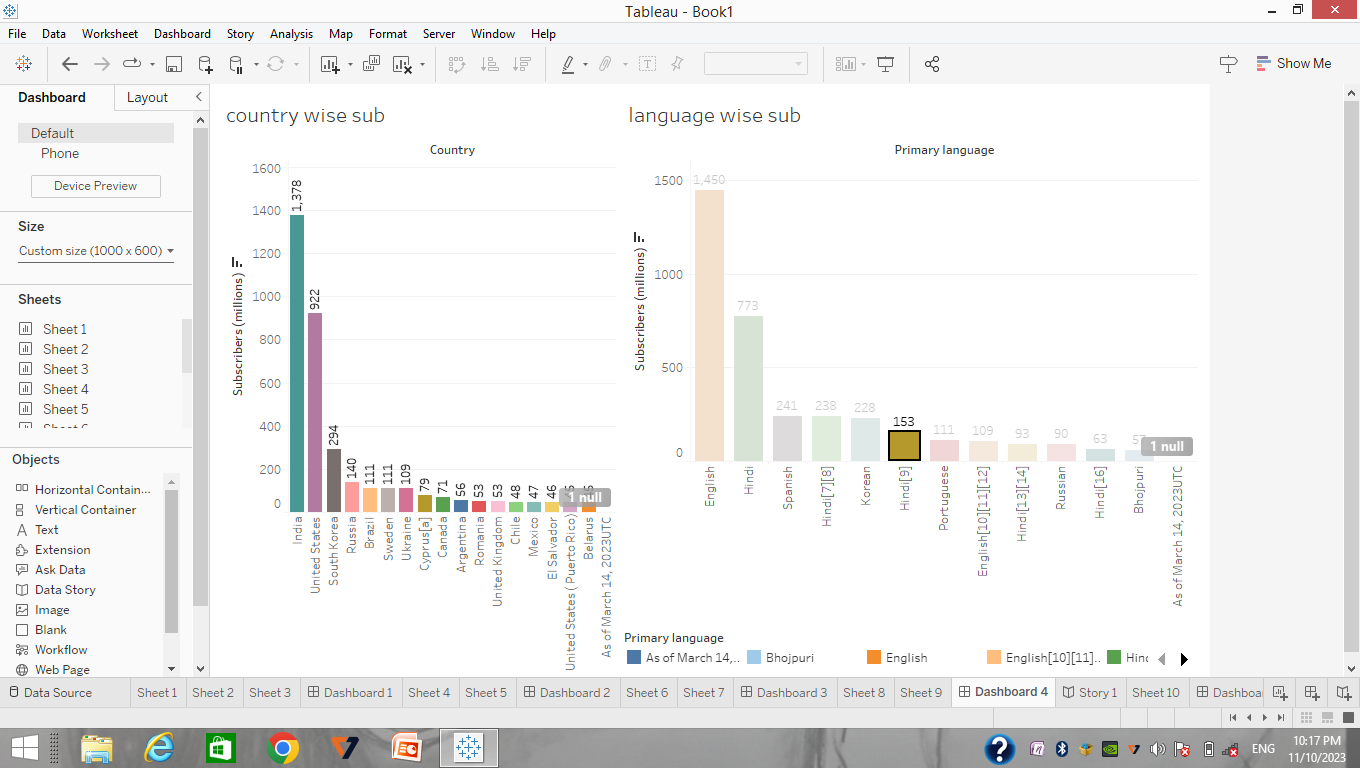 Tableau - Book1
File Data Worksheet Dashboard Story Analysis Map Format Server Window Help
Show Me
Dashboard Layout
Default
Phone
Device Preview
Size
Custom size (1000 x 600)
Sheets
Sheet 1
Sheet 2
Sheet 3
Sheet 4
Sheet 5
Objects
Horizontal Contain...
Vertical Container
Text
Extension
Ask Data
Data Story
Image
Blank
Workflow
Web Page
country wise sub
Country
Subscribers (millions)
1600
1400
1200
1000
800
600
400
200
0
1,378
922
294
140
111
111
109
79
71
56
53
53
48
47
46
1 null
India
United States
South Korea
Russia
Brazil
Sweden
Ukraine
Cyprus[a]
Canada
Argentina
Romania
United Kingdom
Chile
Mexico
El Salvador
United States ( Puerto Rico)
Belarus
As of March 14, 2023UTC
language wise sub
Primary language
Subscribers (millions)
1500
1000
500
0
1,450
773
241
238
228
153
111
109
93
90
63
1 null
English
Hindi
Spanish
Hindi[7][8]
Korean
Hindi[9]
Portuguese
English[10][11][12]
Hindi[13][14]
Russian
Hindi[16]
Bhojpuri
As of March 14, 2023UTC
Primary language
As of March 14,.. Bhojpuri English English[10][11]..
Data Source Sheet 1 Sheet 2 Sheet 3 Dashboard 1 Sheet 4 Sheet 5 Dashboard 2 Sheet 6 Sheet 7 Dashboard 3 Sheet 8 Sheet 9 Dashboard 4 Story 1 Sheet 10
ENG
10:17 PM
11/10/2023